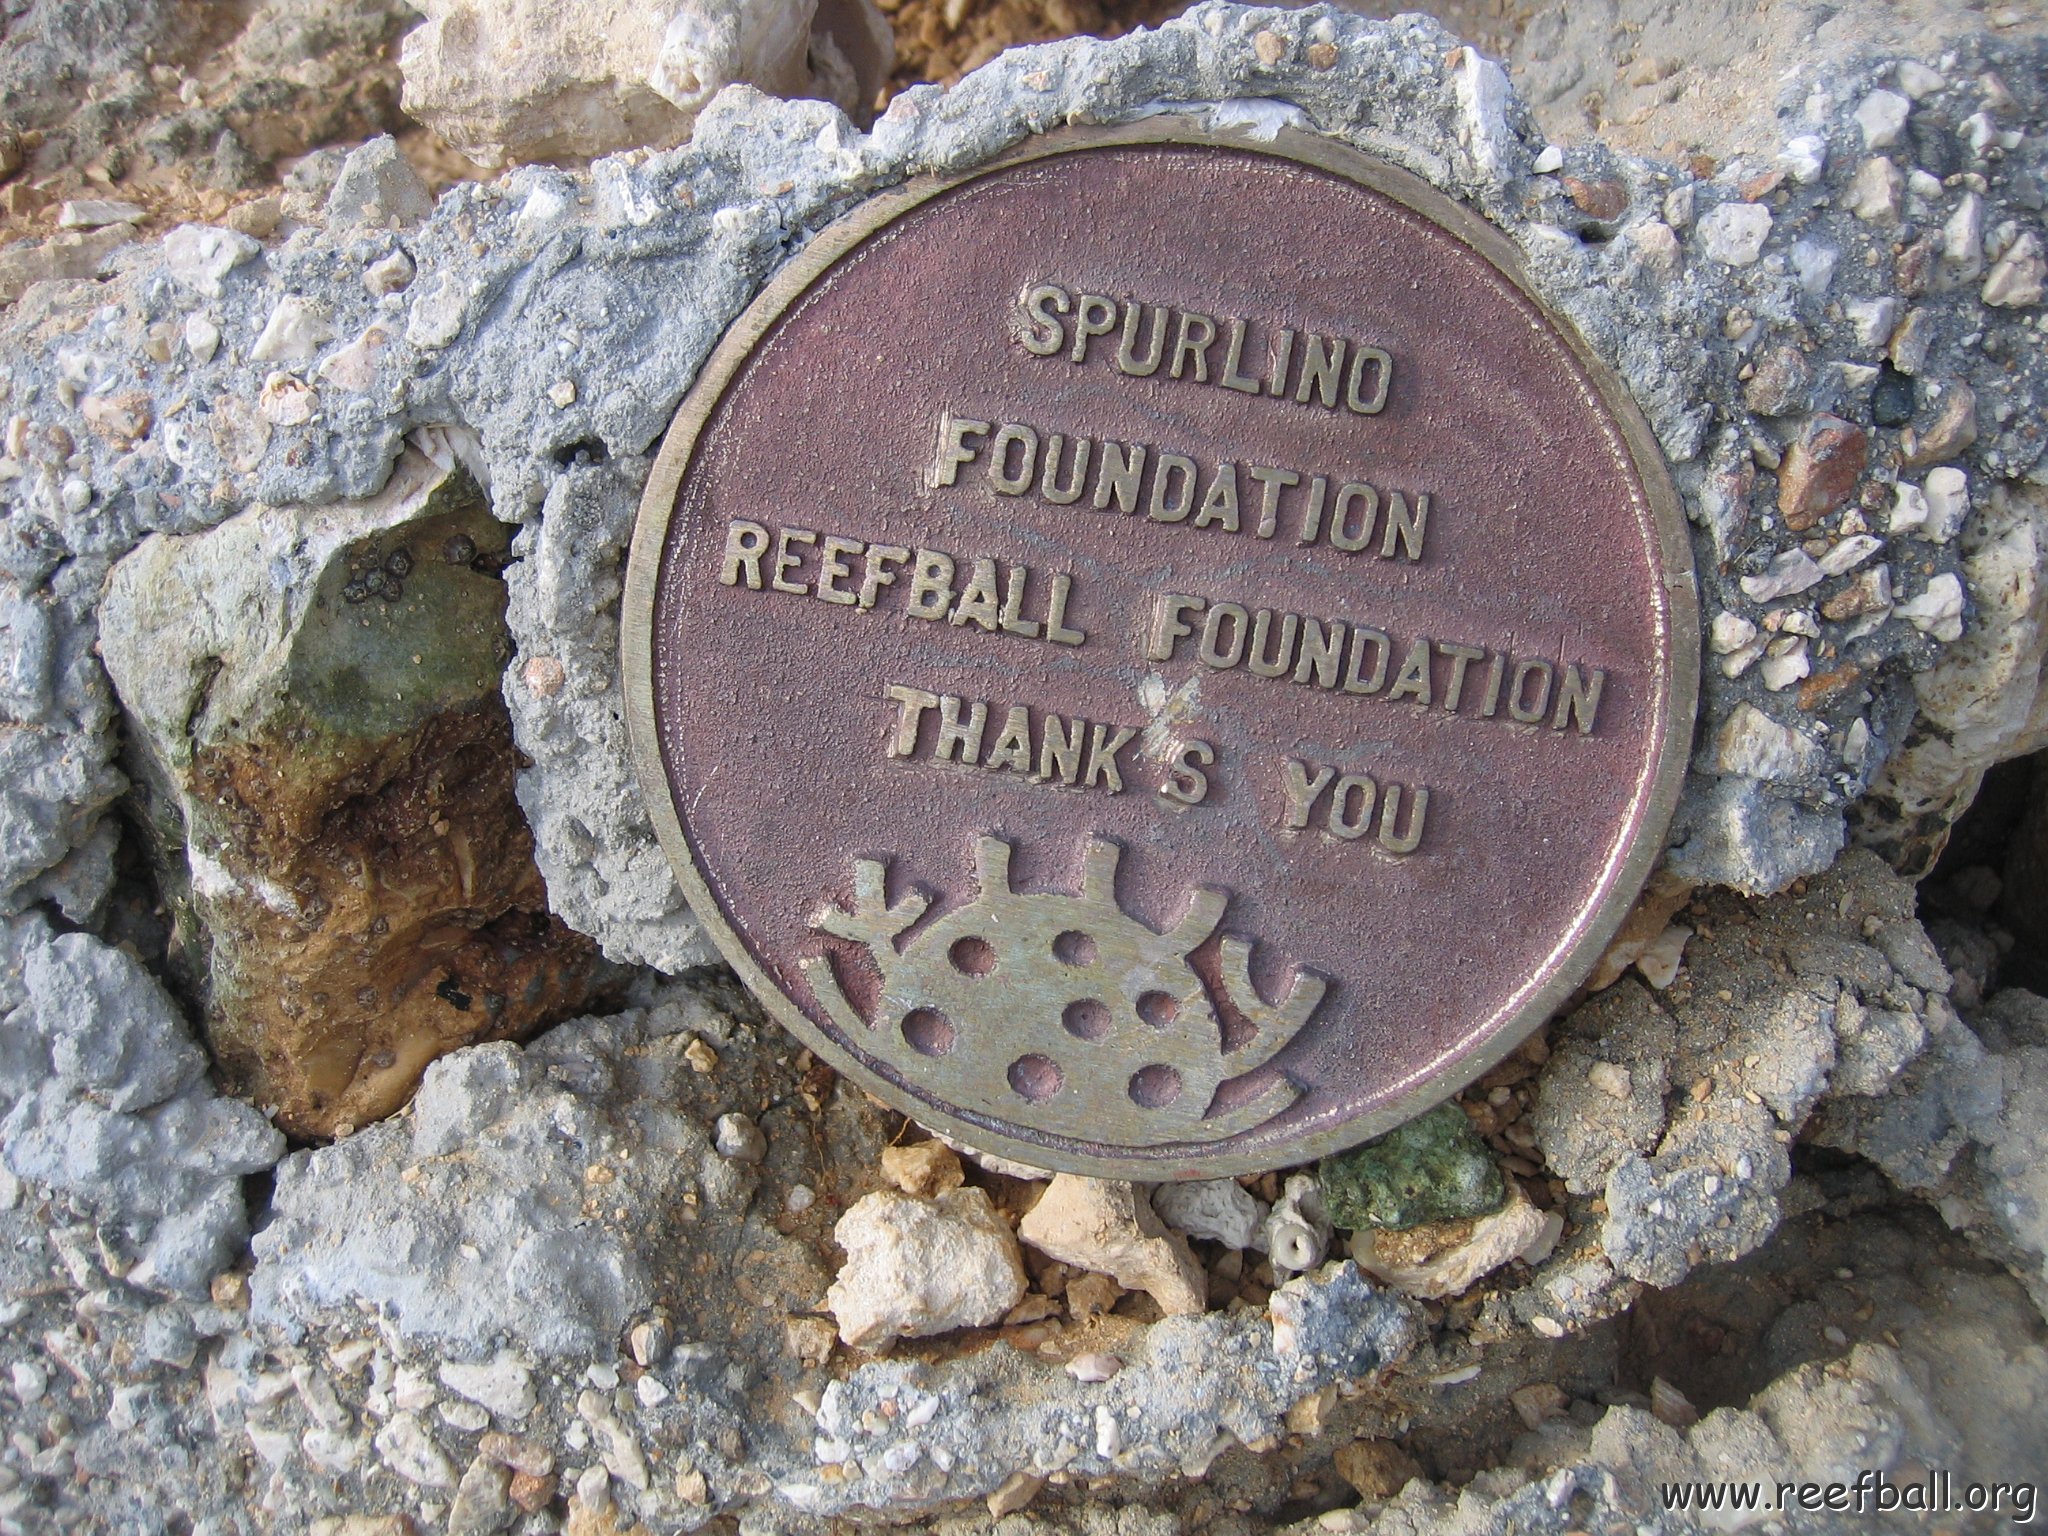 SPURLINO
FOUNDATION
REEFBALL FOUNDATION
THANK S YOU
www.reefball.org